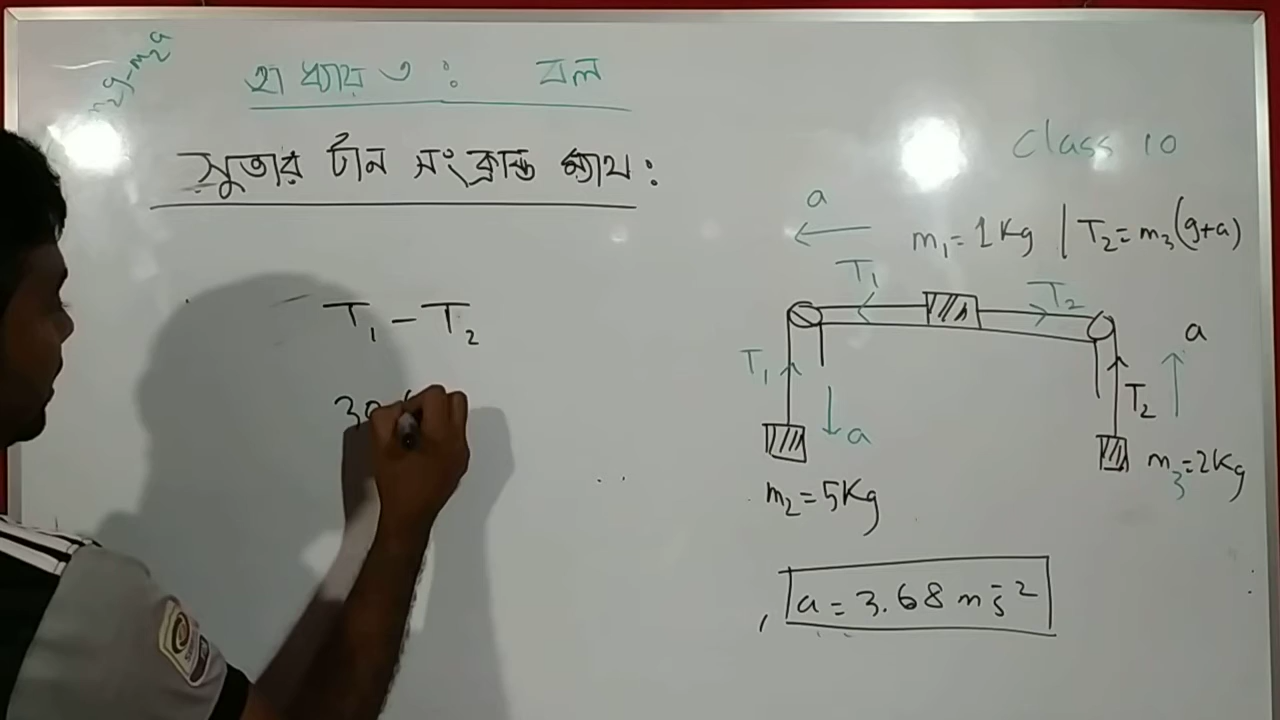 অধ্যায় ৩ : বল
সুতার টান সংক্রান্ত ম্যাথ :
Class 10
a
m₁ = 1 Kg | T₂ = m₃(g+a)
T₁
T₂
T₁ - T₂
a
T₁
T₂
a
m₃ = 2Kg
m₂ = 5Kg
a = 3.68 ms⁻²